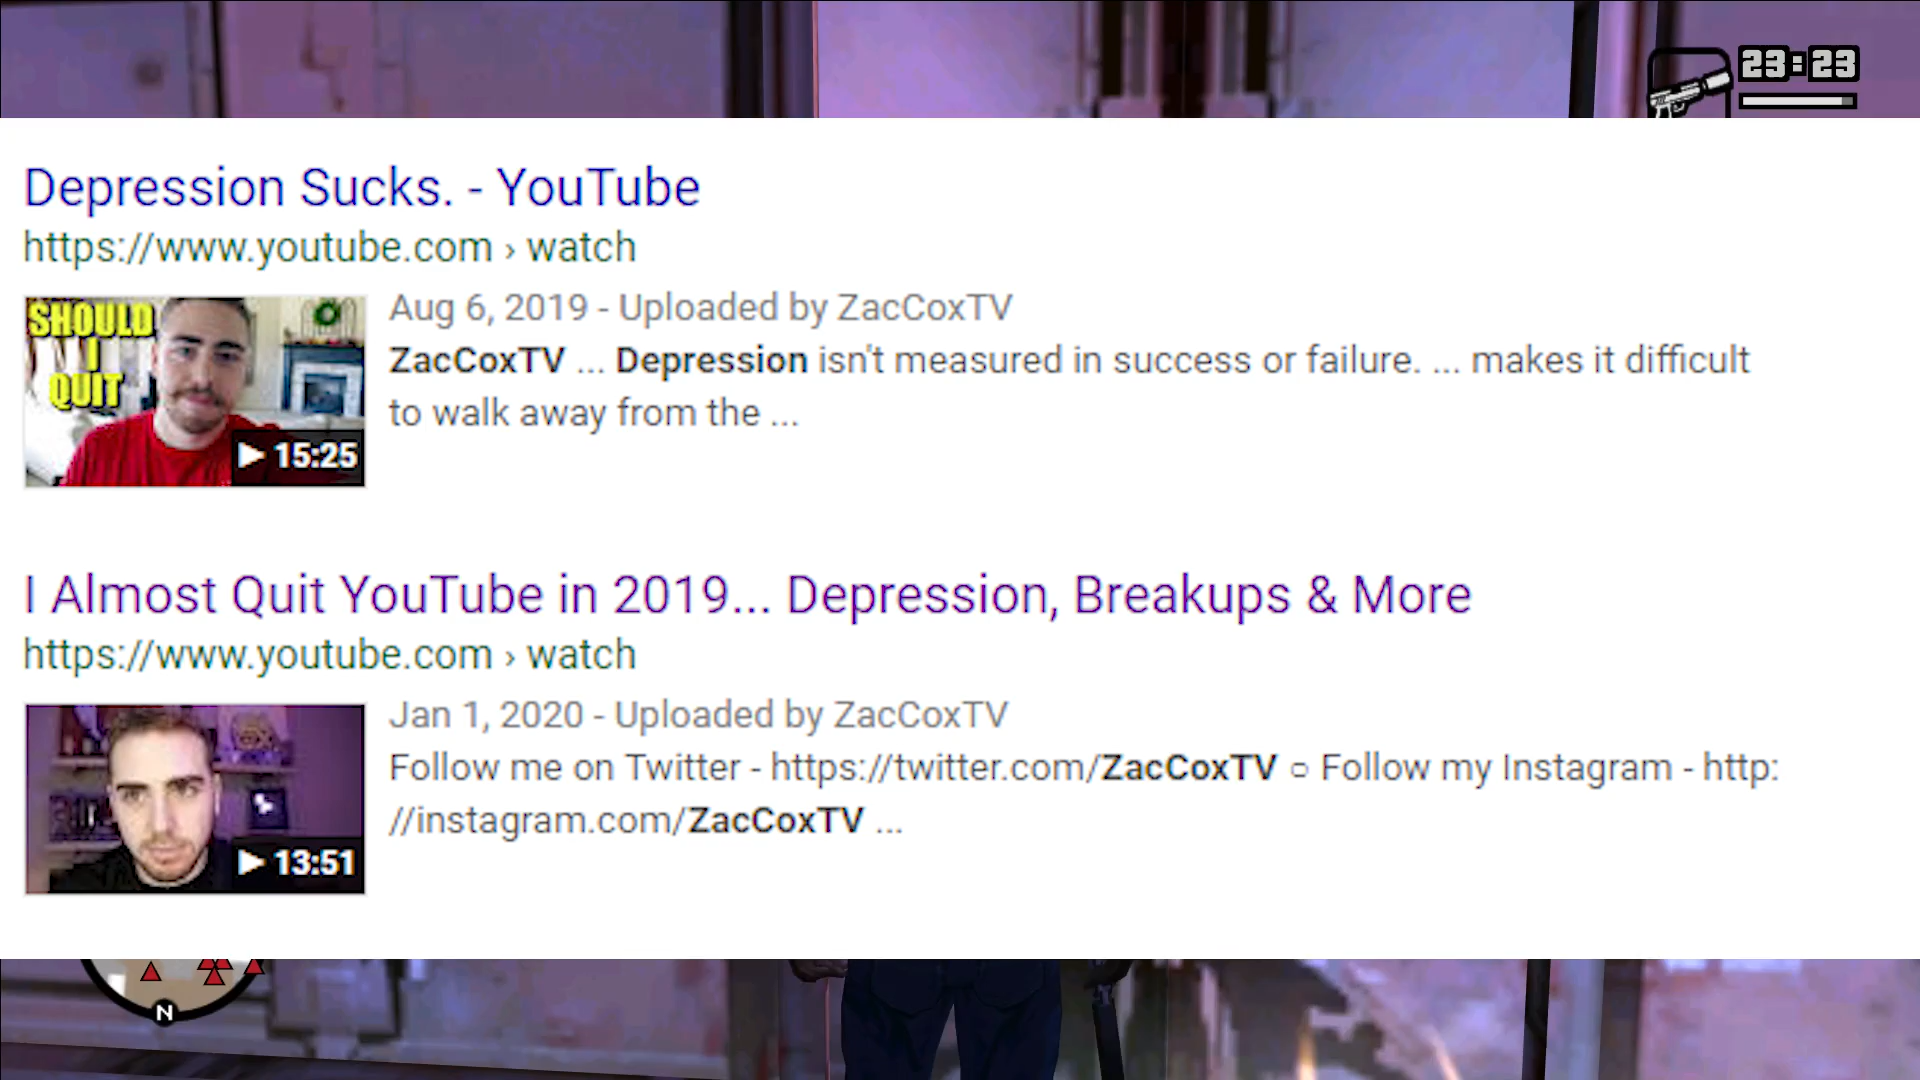 23:23
Depression Sucks. - YouTube
https://www.youtube.com › watch
SHOULD
I
QUIT
15:25
Aug 6, 2019 - Uploaded by ZacCoxTV
ZacCoxTV ... Depression isn't measured in success or failure. ... makes it difficult
to walk away from the ...
I Almost Quit YouTube in 2019... Depression, Breakups & More
https://www.youtube.com › watch
13:51
Jan 1, 2020 - Uploaded by ZacCoxTV
Follow me on Twitter - https://twitter.com/ZacCoxTV ○ Follow my Instagram - http:
//instagram.com/ZacCoxTV ...
N